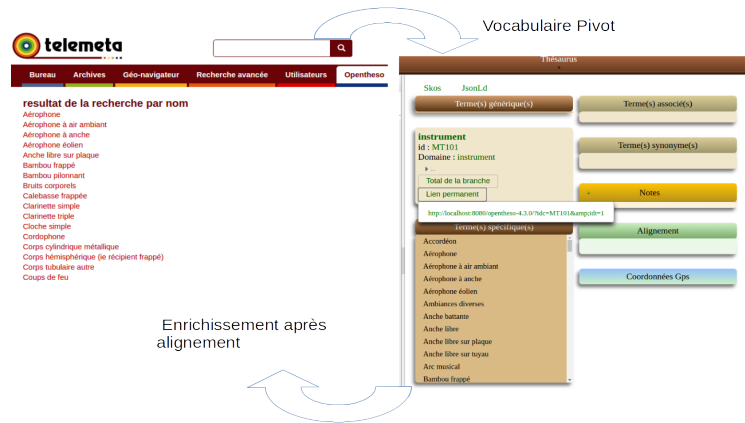 Vocabulaire Pivot
telemeta
Bureau Archives Géo-navigateur Recherche avancée Utilisateurs Opentheso
resultat de la recherche par nom
Aérophone
Aérophone à air ambiant
Aérophone à anche
Aérophone éolien
Anche libre sur plaque
Bambou frappé
Bambou pilonnant
Bruits corporels
Calebasse frappée
Clarinette simple
Clarinette triple
Cloche simple
Cordophone
Corps cylindrique métallique
Corps hémisphérique (ie récipient frappé)
Corps tubulaire autre
Coups de feu
Enrichissement après
alignement
Thésaurus
Skos JsonLd
Terme(s) générique(s)
instrument
id : MT101
Domaine : instrument
...
Total de la branche
Lien permanent
http://localhost:8080/opentheso-4.3.0/?idc=MT101&amp;idt=1
Terme(s) spécifique(s)
Accordéon
Aérophone
Aérophone à air ambiant
Aérophone à anche
Aérophone éolien
Ambiances diverses
Anche battante
Anche libre
Anche libre sur plaque
Anche libre sur tuyau
Arc musical
Bambou frappé
Terme(s) associé(s)
Terme(s) synonyme(s)
+ Notes
Alignement
Coordonnées Gps